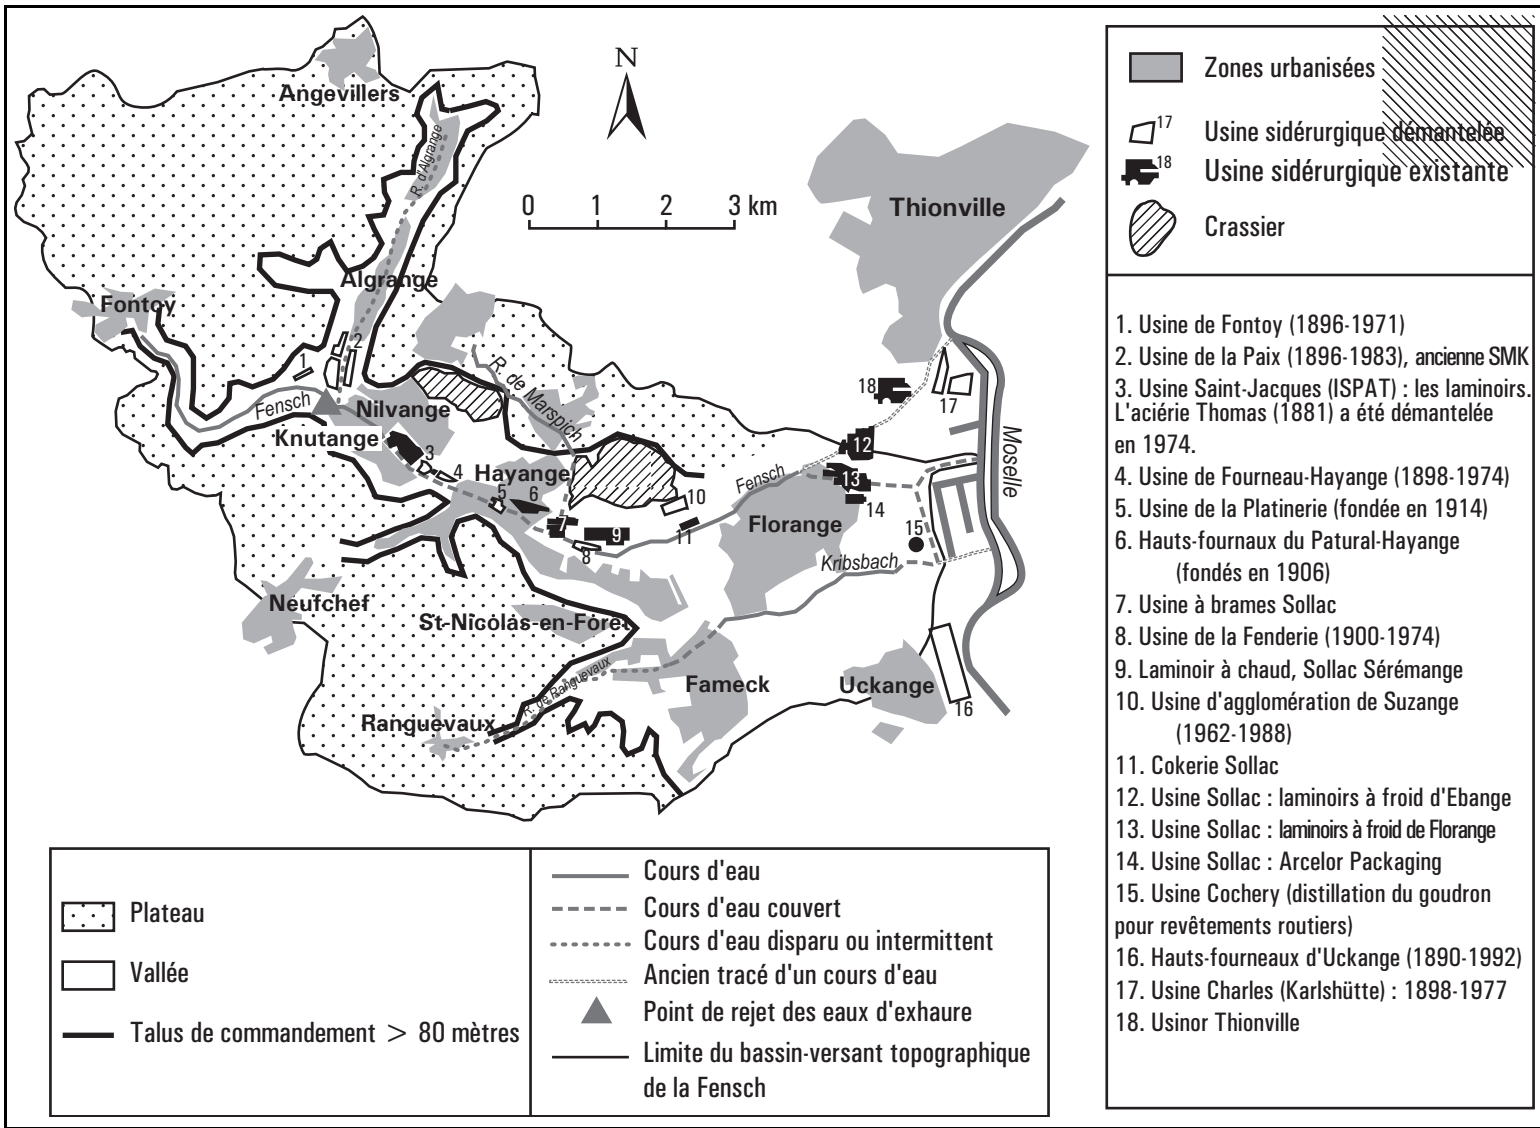 Angevillers
N
R. d'Algrange
0 1 2 3 km
Thionville
Algrange
Fontoy
1
2
R. de Marspich
Fensch
Nilvange
Knutange
3
4
Hayange
5
6
7
8
9
10
11
Fensch
12
13
14
15
17
18
Moselle
Florange
Kribsbach
Neufchef
St-Nicolas-en-Forêt
R. de Ranguevaux
Ranguevaux
Fameck
Uckange
16
Zones urbanisées
17 Usine sidérurgique démantelée
18 Usine sidérurgique existante
Crassier
1. Usine de Fontoy (1896-1971)
2. Usine de la Paix (1896-1983), ancienne SMK
3. Usine Saint-Jacques (ISPAT) : les laminoirs.
L'aciérie Thomas (1881) a été démantelée
en 1974.
4. Usine de Fourneau-Hayange (1898-1974)
5. Usine de la Platinerie (fondée en 1914)
6. Hauts-fournaux du Patural-Hayange
(fondés en 1906)
7. Usine à brames Sollac
8. Usine de la Fenderie (1900-1974)
9. Laminoir à chaud, Sollac Sérémange
10. Usine d'agglomération de Suzange
(1962-1988)
11. Cokerie Sollac
12. Usine Sollac : laminoirs à froid d'Ebange
13. Usine Sollac : laminoirs à froid de Florange
14. Usine Sollac : Arcelor Packaging
15. Usine Cochery (distillation du goudron
pour revêtements routiers)
16. Hauts-fourneaux d'Uckange (1890-1992)
17. Usine Charles (Karlshütte) : 1898-1977
18. Usinor Thionville
Plateau
Vallée
Talus de commandement > 80 mètres
Cours d'eau
Cours d'eau couvert
Cours d'eau disparu ou intermittent
Ancien tracé d'un cours d'eau
Point de rejet des eaux d'exhaure
Limite du bassin-versant topographique
de la Fensch